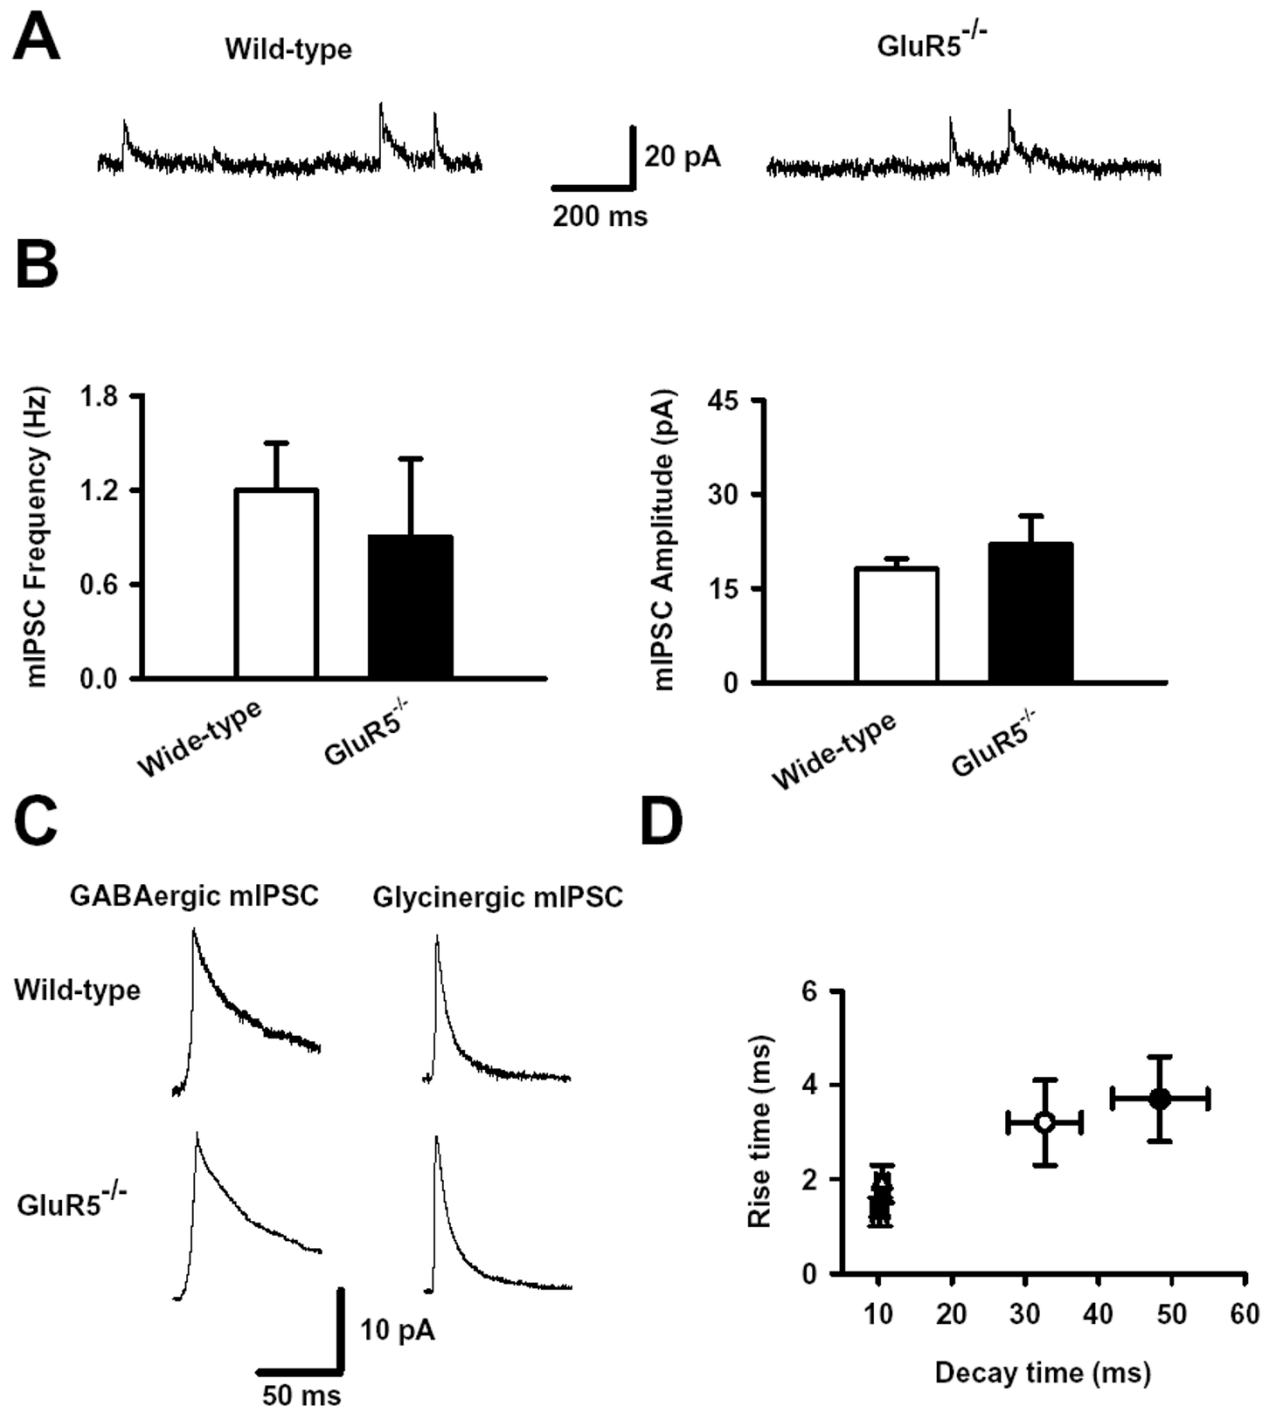 A
Wild-type
GluR5-/-
20 pA
200 ms
B
mIPSC Frequency (Hz)
1.8
1.2
0.6
0.0
Wide-type
GluR5-/-
mIPSC Amplitude (pA)
45
30
15
0
Wide-type
GluR5-/-
C
GABAergic mIPSC
Glycinergic mIPSC
Wild-type
GluR5-/-
10 pA
50 ms
D
Rise time (ms)
6
4
2
0
10 20 30 40 50 60
Decay time (ms)